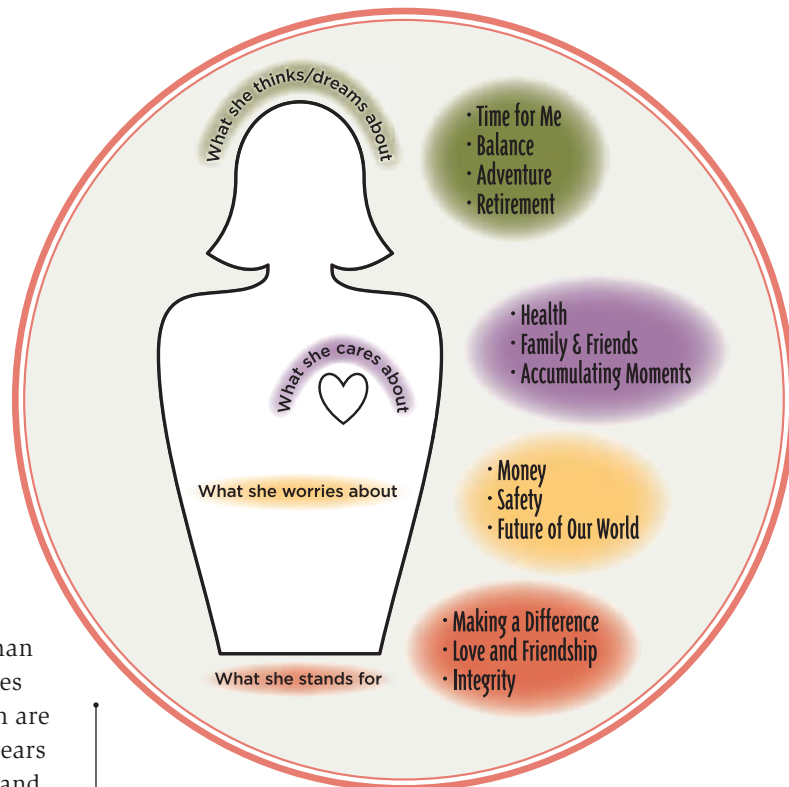 What she thinks/dreams about
· Time for Me
· Balance
· Adventure
· Retirement
What she cares about
· Health
· Family & Friends
· Accumulating Moments
What she worries about
· Money
· Safety
· Future of Our World
What she stands for
· Making a Difference
· Love and Friendship
· Integrity
are
and